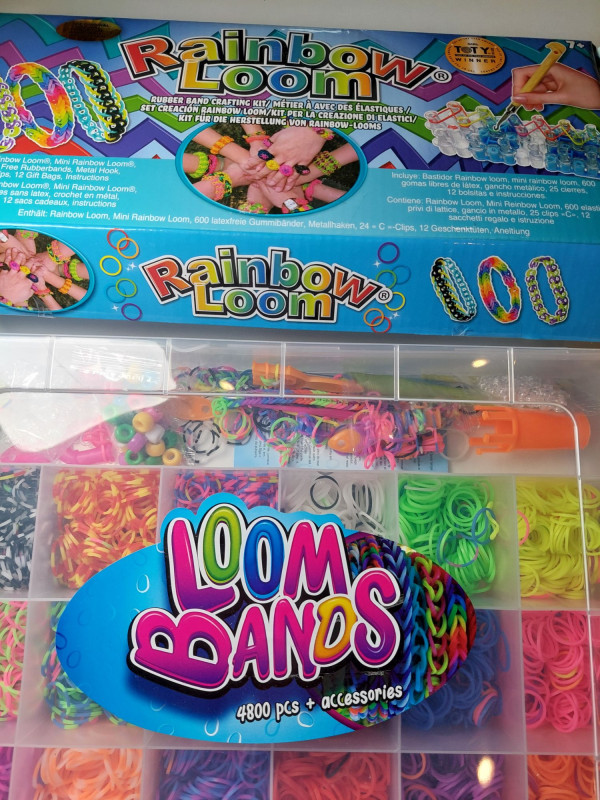 Rainbow
Loom®
TOTY
WINNER
7+
RUBBER BAND CRAFTING KIT/MÉTIER À AVEC DES ÉLASTIQUES/
SET CREACIÓN RAINBOW LOOM/KIT PER LA CREAZIONE DI ELASTICI/
KIT FÜR DIE HERSTELLUNG VON RAINBOW-LOOMS
nbow Loom®, Mini Rainbow Loom®,
Free Rubberbands, Metal Hook,
ps, 12 Gift Bags, Instructions
nbow Loom®, Mini Rainbow Loom®,
es sans latex, crochet en métal,
12 sacs cadeaux, instructions
Incluye: Bastidor Rainbow loom, mini rainbow loom, 600
gomas libres de látex, gancho metálico, 25 cierres,
12 bolsitas e instrucciones.
Contiene: Rainbow Loom, Mini Reinbow Loom, 600 elasti
privi di lattice, gancio in metallo, 25 clips «C», 12
sacchetti regalo e istruzioni
Enthält: Rainbow Loom, Mini Rainbow Loom, 600 latexfreie Gummibänder, Metallhaken, 24 « C »-Clips, 12 Geschenktüten, Aneltiung
Rainbow
Loom®
LOOM
BANDS
4800 pcs + accessories